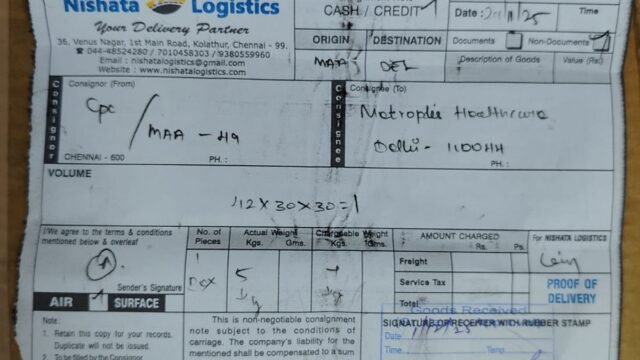 Nishata Logistics
Your Delivery Partner
36, Venus Nagar, 1st Main Road, Kolathur, Chennai - 99.
☎ 044-48524280 / 7010458303 / 9380559960
Email : nishatalogistics@gmail.com
Website : www.nishatalogistics.com
CASH / CREDIT
Date : /25
Time
ORIGIN DESTINATION
MAA DEL
Documents Non-Documents
Description of Goods Value (Rs)
Consignor
Consignor (From)
CPC / MAA - HQ
CHENNAI - 600 PH. :
Consignee
Consignee (To)
Healthcare
Delhi - 110044
PH. :
VOLUME
42 X 30 X 30 = 1
I/We agree to the terms & conditions
mentioned below & overleaf
Sender's Signature
AIR SURFACE
No. of Pieces
1
Box
Actual Weight
Kgs. Gms.
5
kg
Chargeable Weight
Kgs. Gms.
AMOUNT CHARGED
Rs. Ps.
Freight
Service Tax
Total
For NISHATA LOGISTICS
PROOF OF
DELIVERY
Note :
1. Retain this copy for your records.
Duplicate will not be issued.
2. To be filled by the Consignor
This is non-negotiable consignment
note subject to the conditions of
carriage. The company's liability for
the mentioned shall be compensated to a sum
Goods Received
SIGNATURE OF RECEIVER WITH RUBBER STAMP
Date
Time Temp